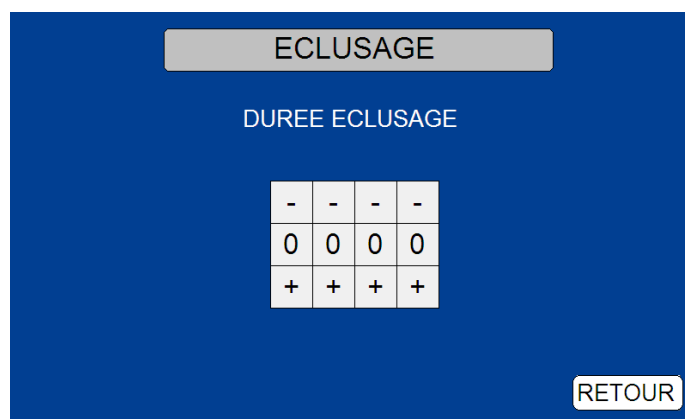 ECLUSAGE
DUREE ECLUSAGE
- - - -
0 0 0 0
+ + + +
RETOUR